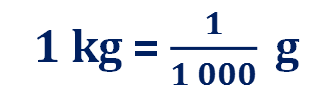 1 kg = 1/1 000 g